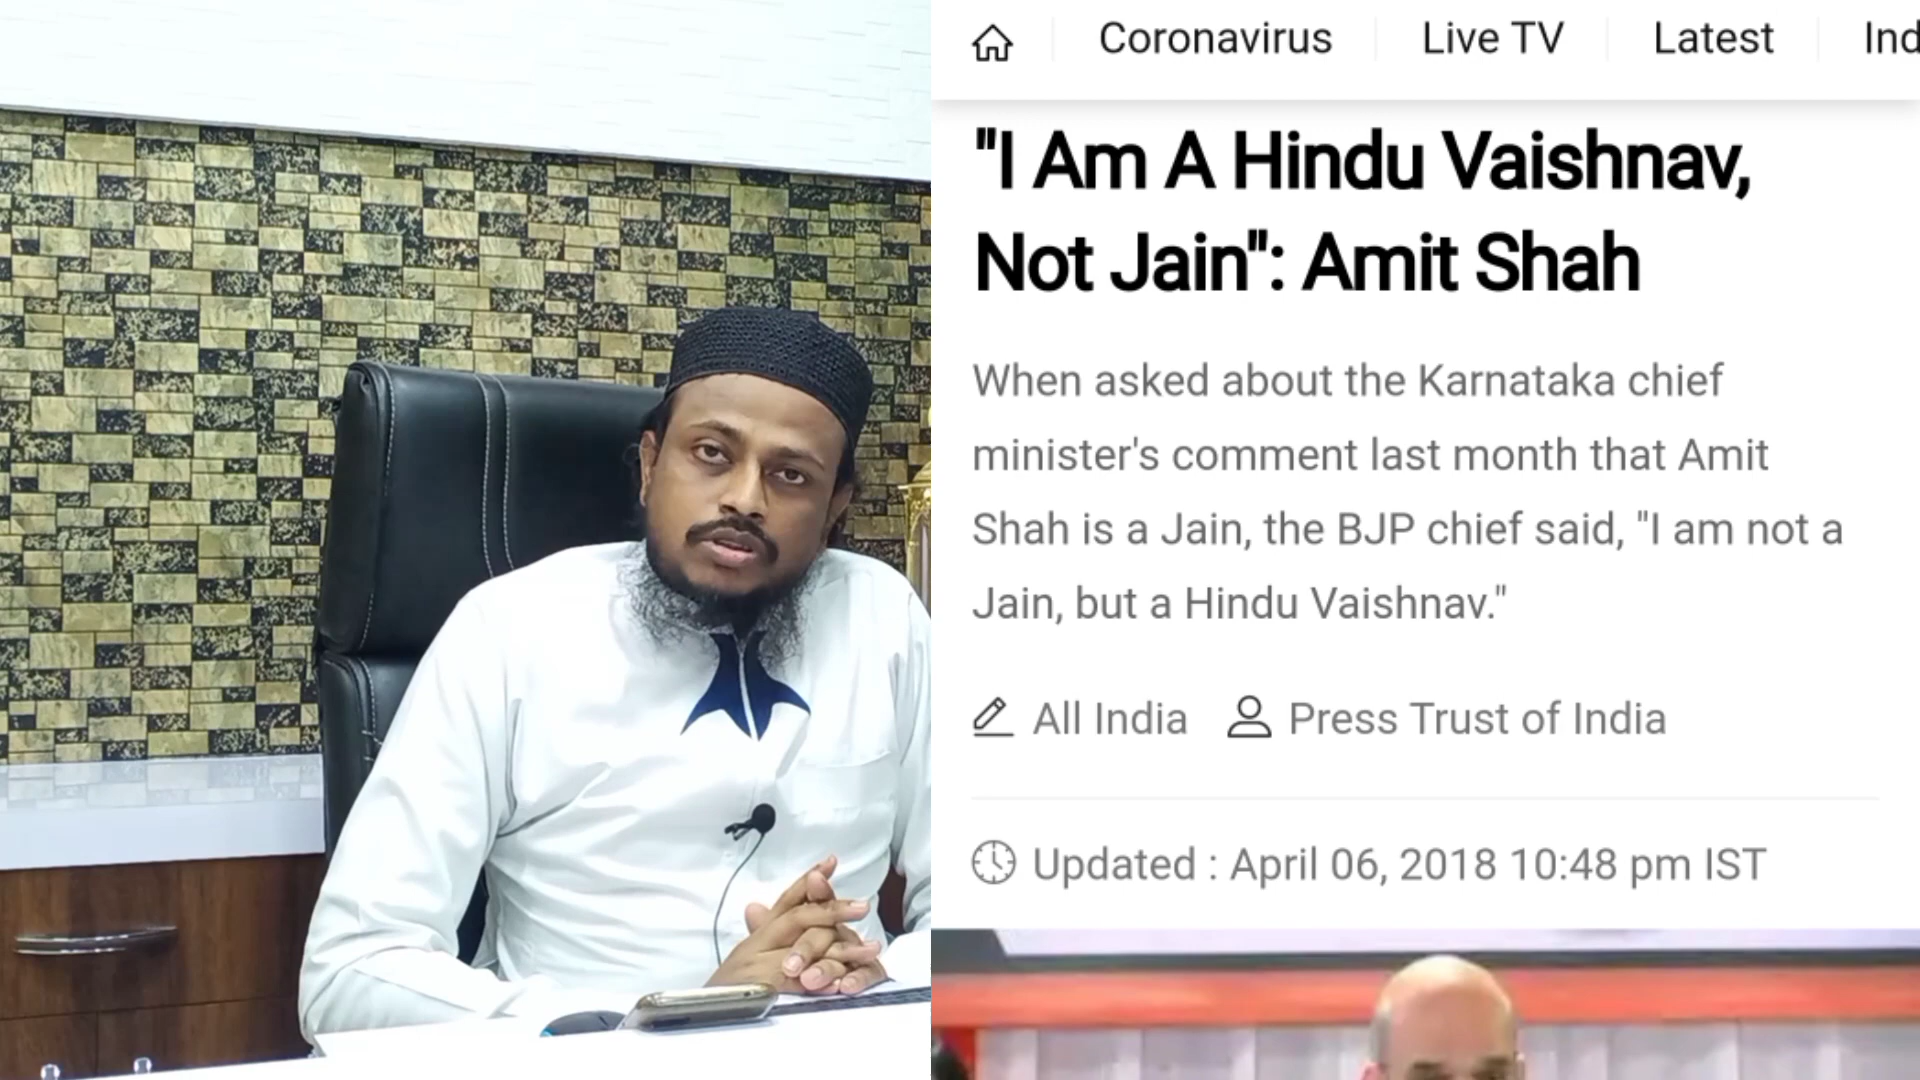 Coronavirus Live TV Latest Ind
"I Am A Hindu Vaishnav,
Not Jain": Amit Shah
When asked about the Karnataka chief
minister's comment last month that Amit
Shah is a Jain, the BJP chief said, "I am not a
Jain, but a Hindu Vaishnav."
All India Press Trust of India
Updated : April 06, 2018 10:48 pm IST